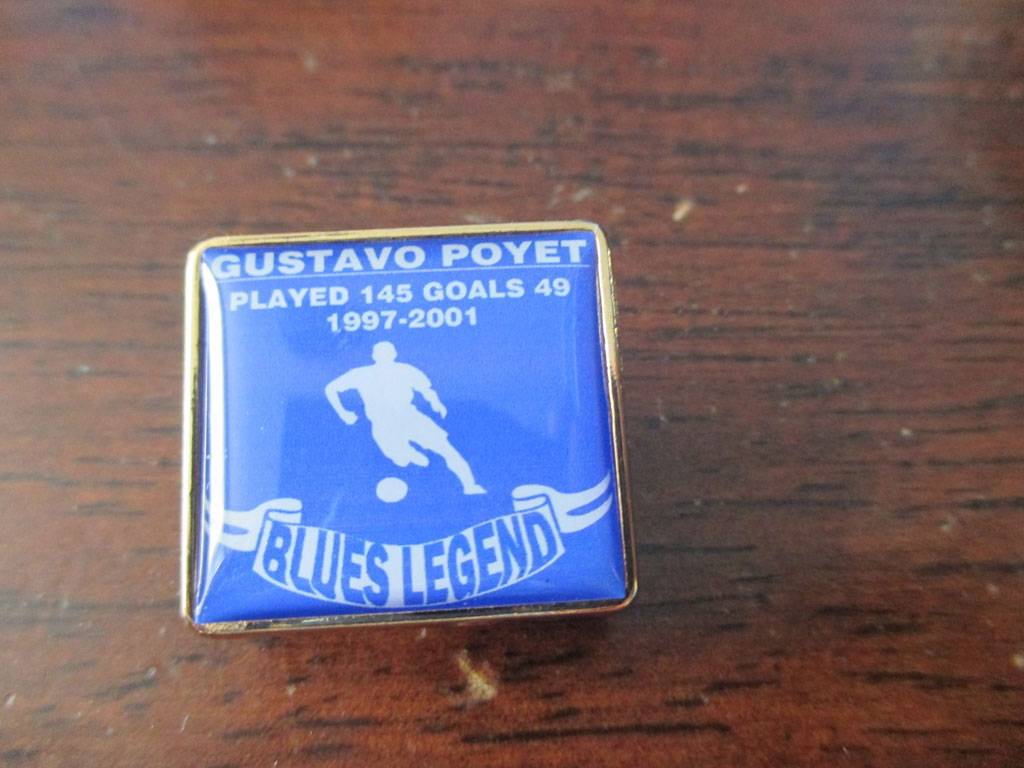 GUSTAVO POYET
PLAYED 145 GOALS 49
1997-2001
BLUES LEGEND